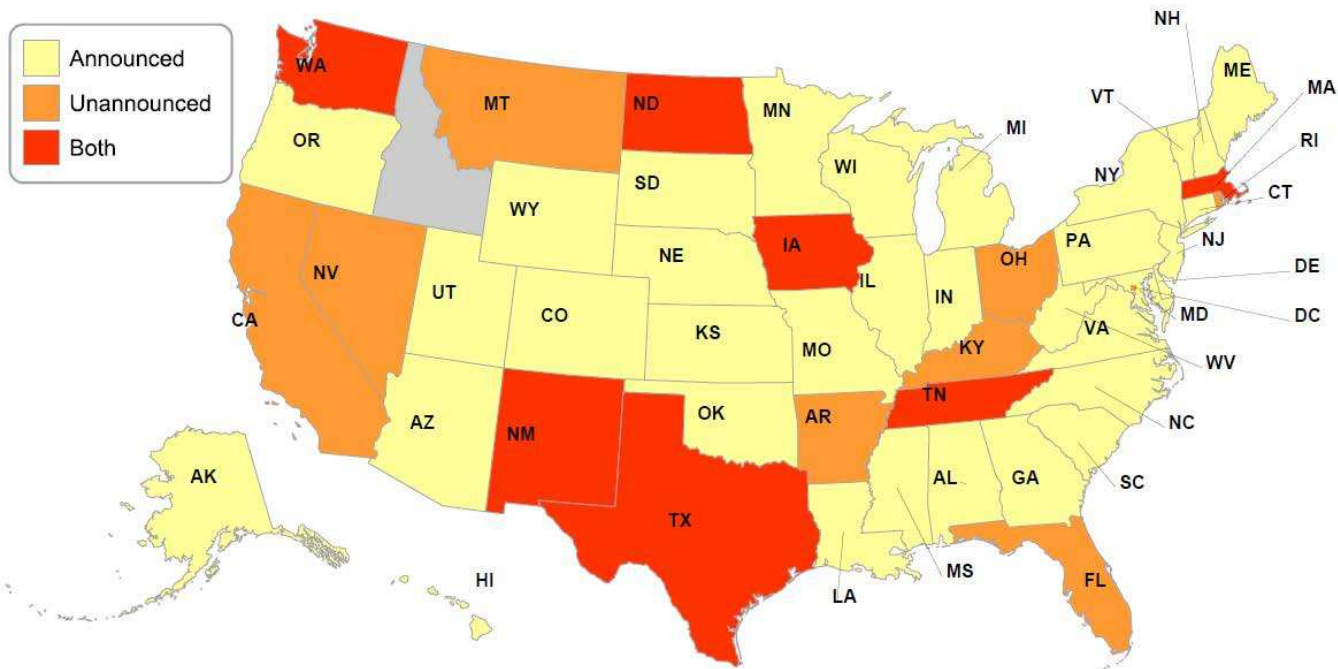 Announced
Unannounced
Both
WA
OR
CA
NV
MT
WY
UT
AZ
CO
NM
ND
SD
NE
KS
OK
TX
MN
IA
MO
AR
WI
IL
MI
IN
OH
KY
TN
LA
MS
AL
GA
FL
SC
NC
VA
WV
DC
MD
DE
NJ
PA
NY
CT
RI
MA
VT
NH
ME
AK
HI